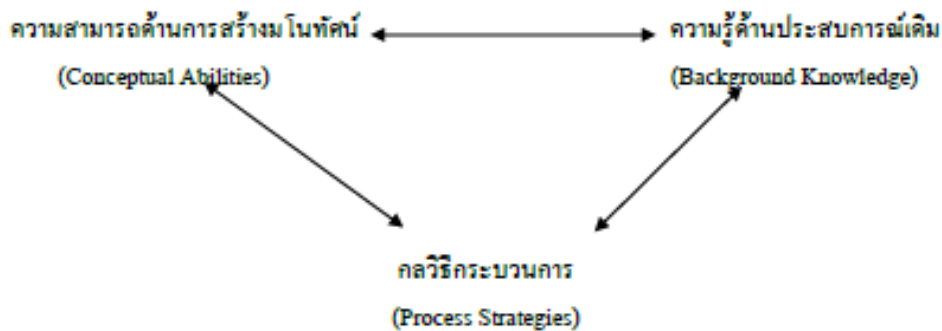 ความสามารถด้านการสร้างมโนทัศน์
ความรู้ด้านประสบการณ์เดิม
(Conceptual Abilities)
(Background Knowledge)
กลวิธีกระบวนการ
(Process Strategies)